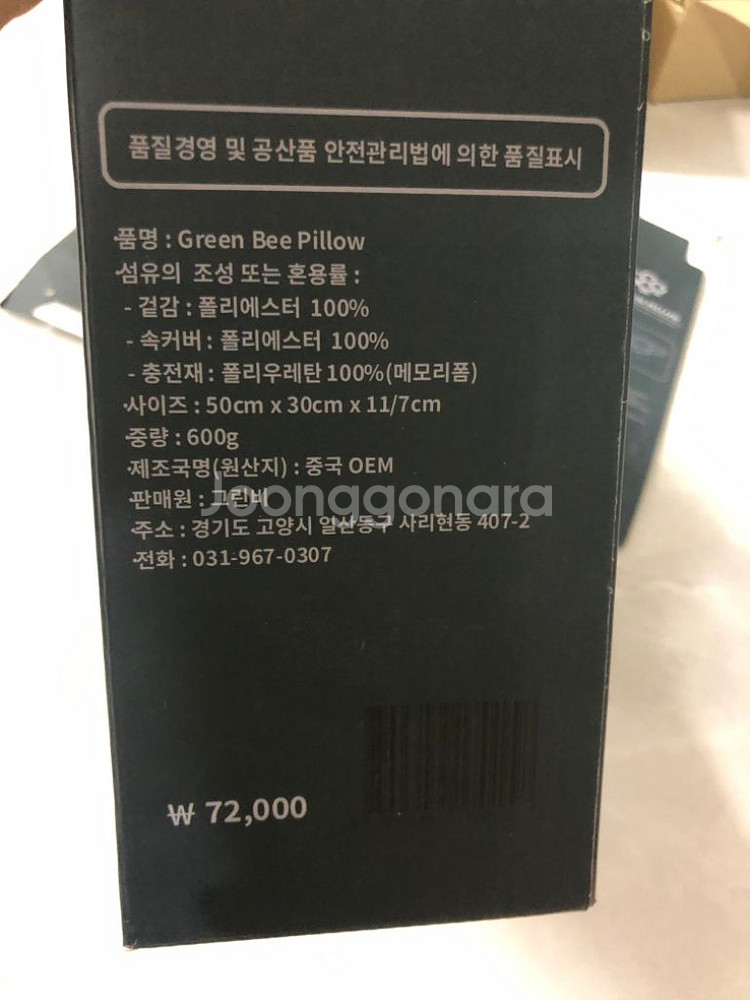 품질경영 및 공산품 안전관리법에 의한 품질표시
·품명 : Green Bee Pillow
·섬유의 조성 또는 혼용률 :
- 겉감 : 폴리에스터 100%
- 속커버 : 폴리에스터 100%
- 충전재 : 폴리우레탄 100%(메모리폼)
·사이즈 : 50cm x 30cm x 11/7cm
·중량 : 600g
·제조국명(원산지) : 중국 OEM
·판매원 : 그린비
Joonggonara
·주소 : 경기도 고양시 일산동구 사리현동 407-2
·전화 : 031-967-0307
₩ 72,000